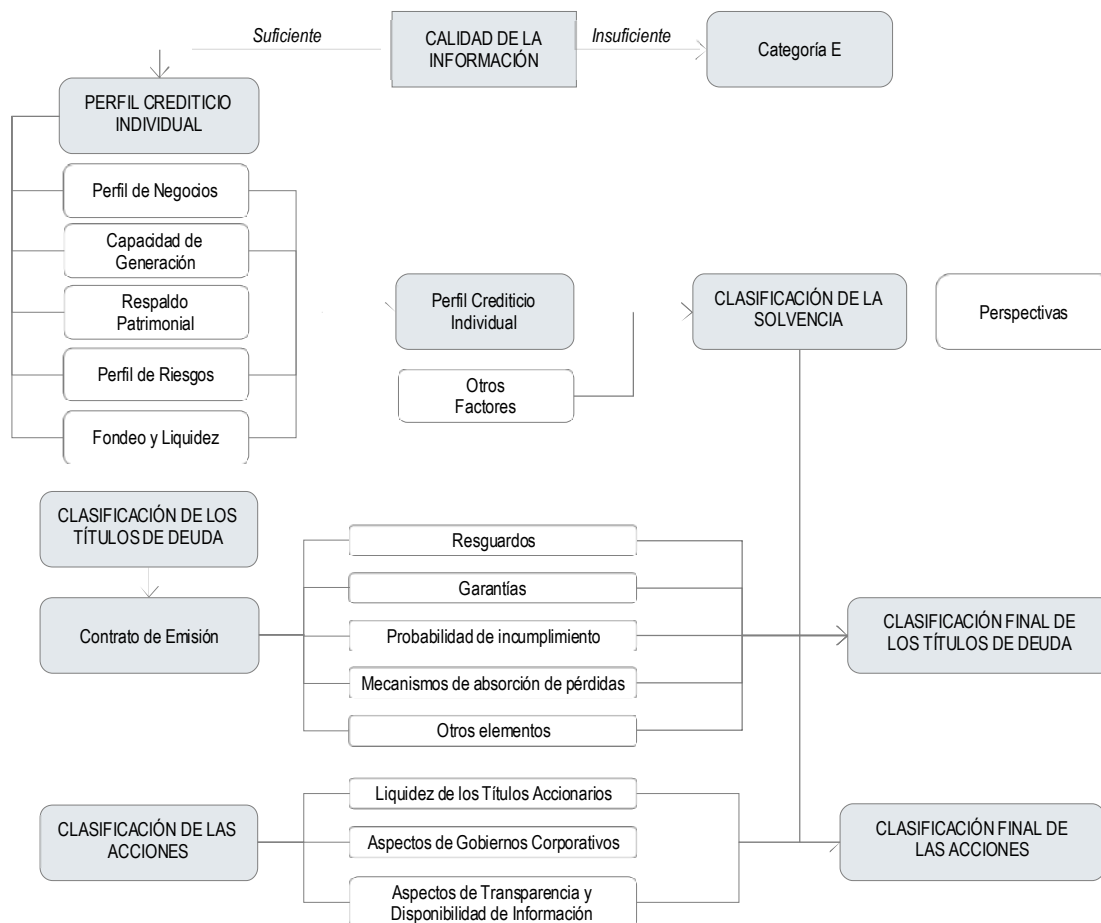 Suficiente
CALIDAD DE LA
INFORMACIÓN
Insuficiente
Categoría E
PERFIL CREDITICIO
INDIVIDUAL
Perfil de Negocios
Capacidad de
Generación
Respaldo
Patrimonial
Perfil de Riesgos
Fondeo y Liquidez
Perfil Crediticio
Individual
Otros
Factores
CLASIFICACIÓN DE LA
SOLVENCIA
Perspectivas
CLASIFICACIÓN DE LOS
TÍTULOS DE DEUDA
Contrato de Emisión
Resguardos
Garantías
Probabilidad de incumplimiento
Mecanismos de absorción de pérdidas
Otros elementos
CLASIFICACIÓN FINAL DE
LOS TÍTULOS DE DEUDA
CLASIFICACIÓN DE LAS
ACCIONES
Liquidez de los Títulos Accionarios
Aspectos de Gobiernos Corporativos
Aspectos de Transparencia y
Disponibilidad de Información
CLASIFICACIÓN FINAL DE
LAS ACCIONES